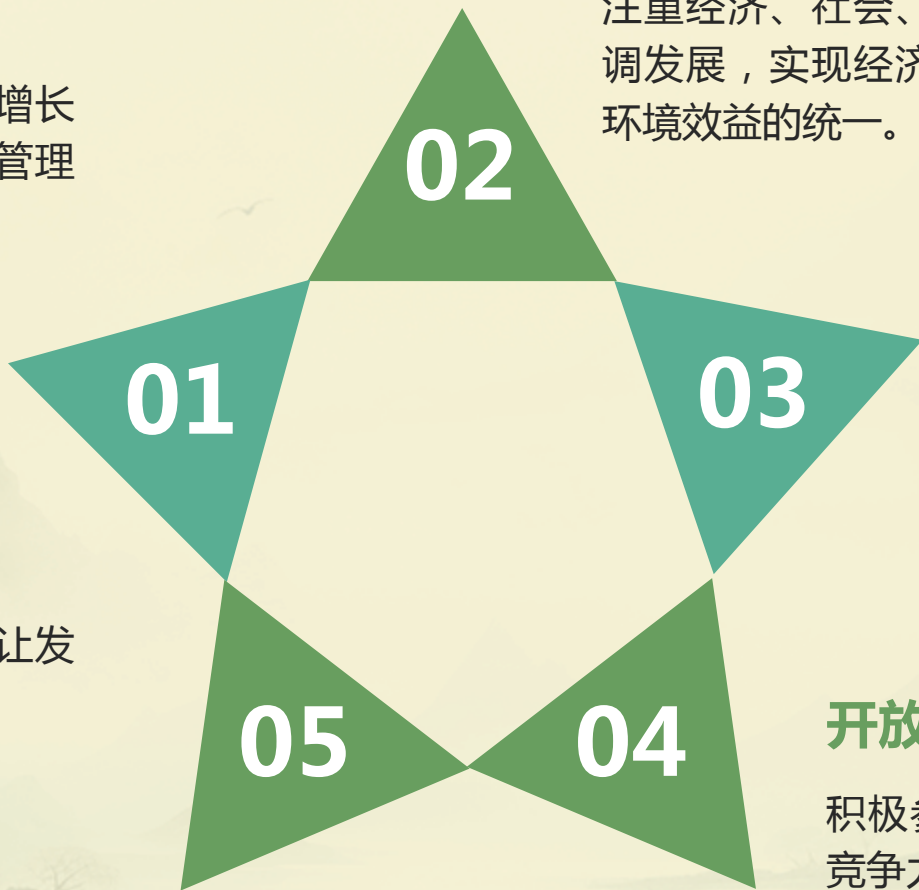 增长
管理
02
注重经济、社会、
调发展，实现经济
环境效益的统一。
01
03
让发
05
04
开放
积极参
竞争力